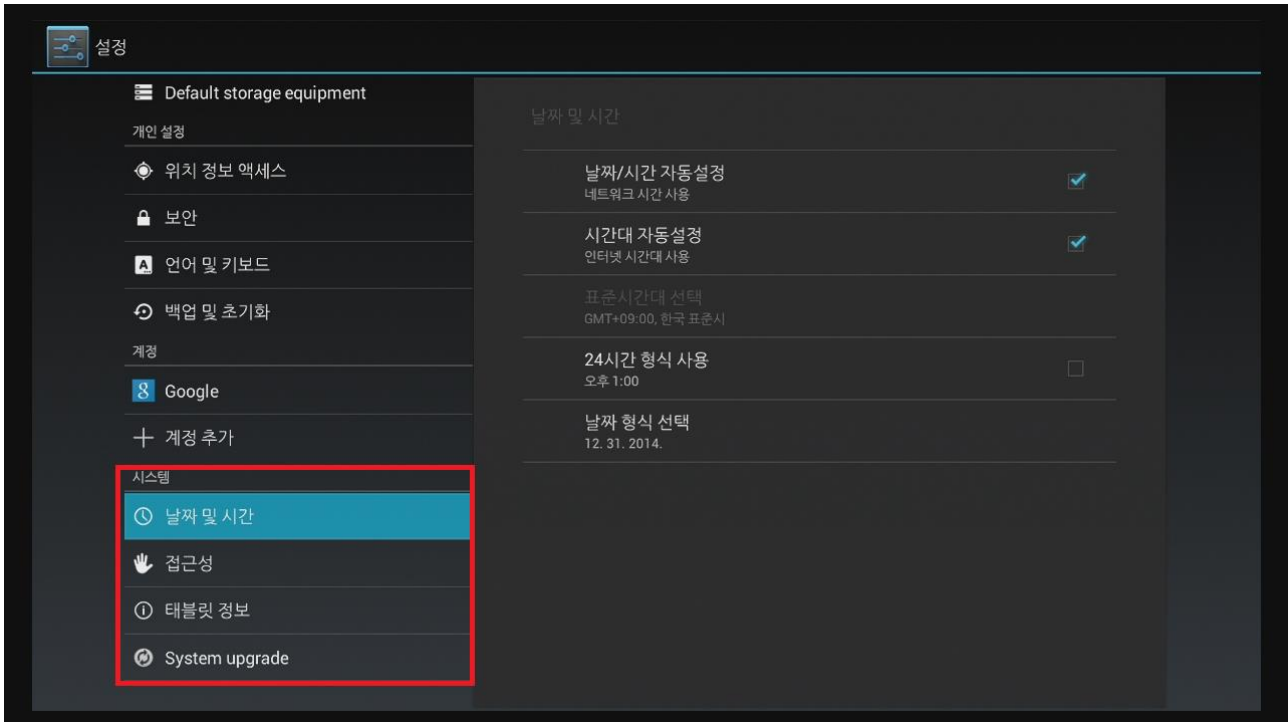 설정
Default storage equipment
개인 설정
위치 정보 액세스
보안
언어 및 키보드
백업 및 초기화
계정
Google
계정 추가
시스템
날짜 및 시간
접근성
태블릿 정보
System upgrade
날짜 및 시간
날짜/시간 자동설정
네트워크 시간 사용
시간대 자동설정
인터넷 시간대 사용
표준시간대 선택
GMT+09:00, 한국 표준시
24시간 형식 사용
오후 1:00
날짜 형식 선택
12. 31. 2014.